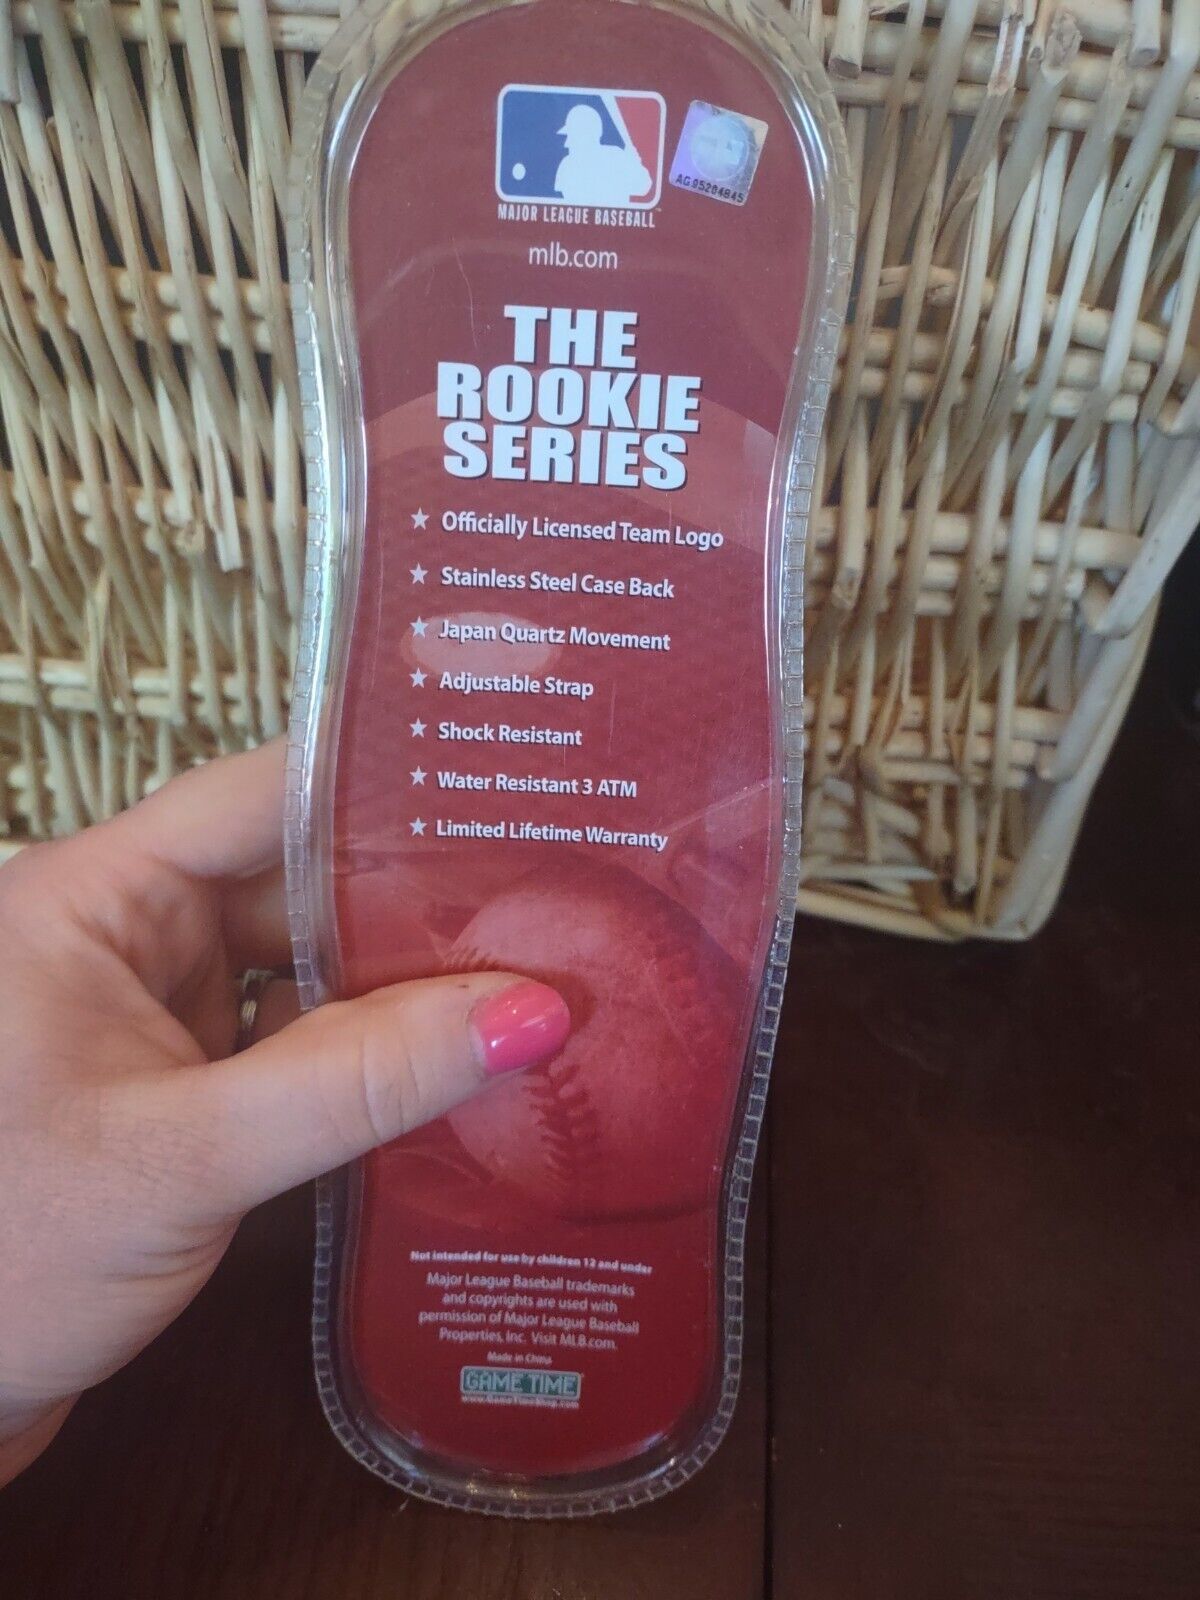 MAJOR LEAGUE BASEBALL
AG 95204845
mlb.com
THE
ROOKIE
SERIES
Officially Licensed Team Logo
Stainless Steel Case Back
Japan Quartz Movement
Adjustable Strap
Shock Resistant
Water Resistant 3 ATM
Limited Lifetime Warranty
Not intended for use by children 12 and under
Major League Baseball trademarks
and copyrights are used with
permission of Major League Baseball
Properties, Inc. Visit MLB.com.
Made in China
GAME TIME
www.GameTimeShop.com